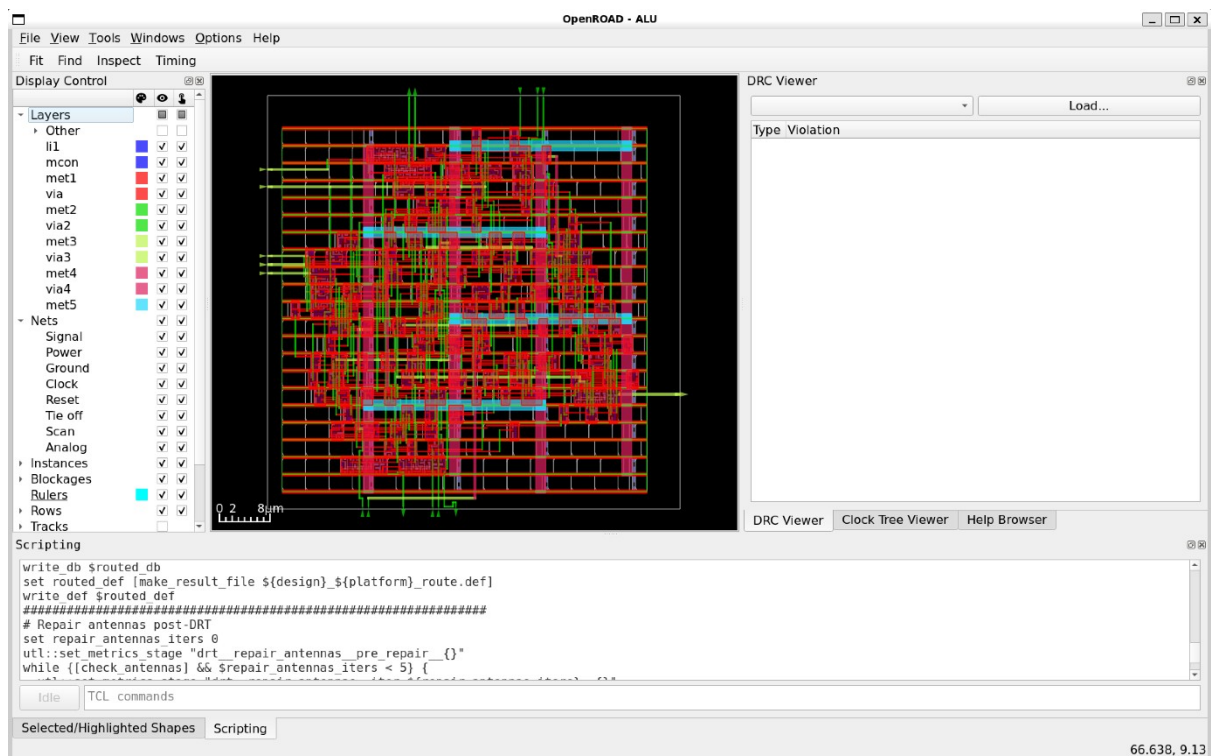 OpenROAD - ALU
File View Tools Windows Options Help
Fit Find Inspect Timing
Display Control
Layers
Other
li1
mcon
met1
via
met2
via2
met3
via3
met4
via4
met5
Nets
Signal
Power
Ground
Clock
Reset
Tie off
Scan
Analog
Instances
Blockages
Rulers
Rows
Tracks
0 2 8μm
DRC Viewer
Load...
Type Violation
DRC Viewer Clock Tree Viewer Help Browser
Scripting
write_db $routed_db
set routed_def [make_result_file ${design}_${platform}_route.def]
write_def $routed_def
################################################################
# Repair antennas post-DRT
set repair_antennas_iters 0
utl::set_metrics_stage "drt__repair_antennas__pre_repair__{}"
while {[check_antennas] && $repair_antennas_iters < 5} {
Idle TCL commands
Selected/Highlighted Shapes Scripting
66.638, 9.13